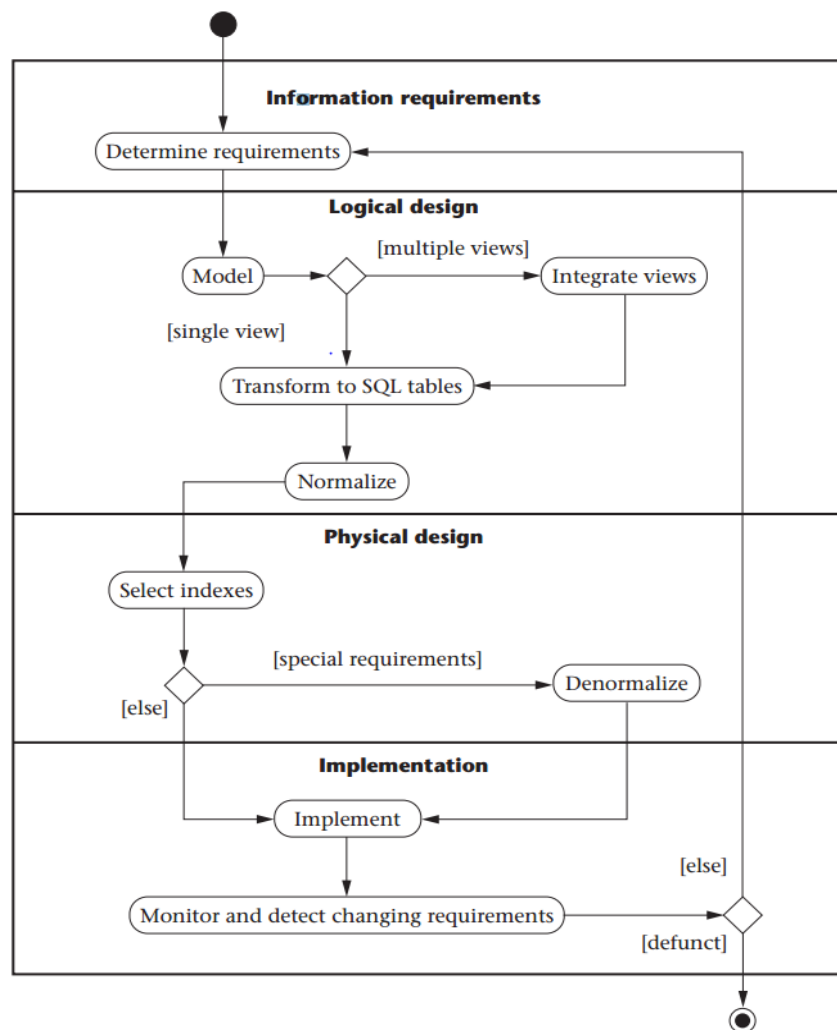 Information requirements
Determine requirements
Logical design
[multiple views]
Model
Integrate views
[single view]
Transform to SQL tables
Normalize
Physical design
Select indexes
[special requirements]
Denormalize
[else]
Implementation
Implement
[else]
Monitor and detect changing requirements
[defunct]